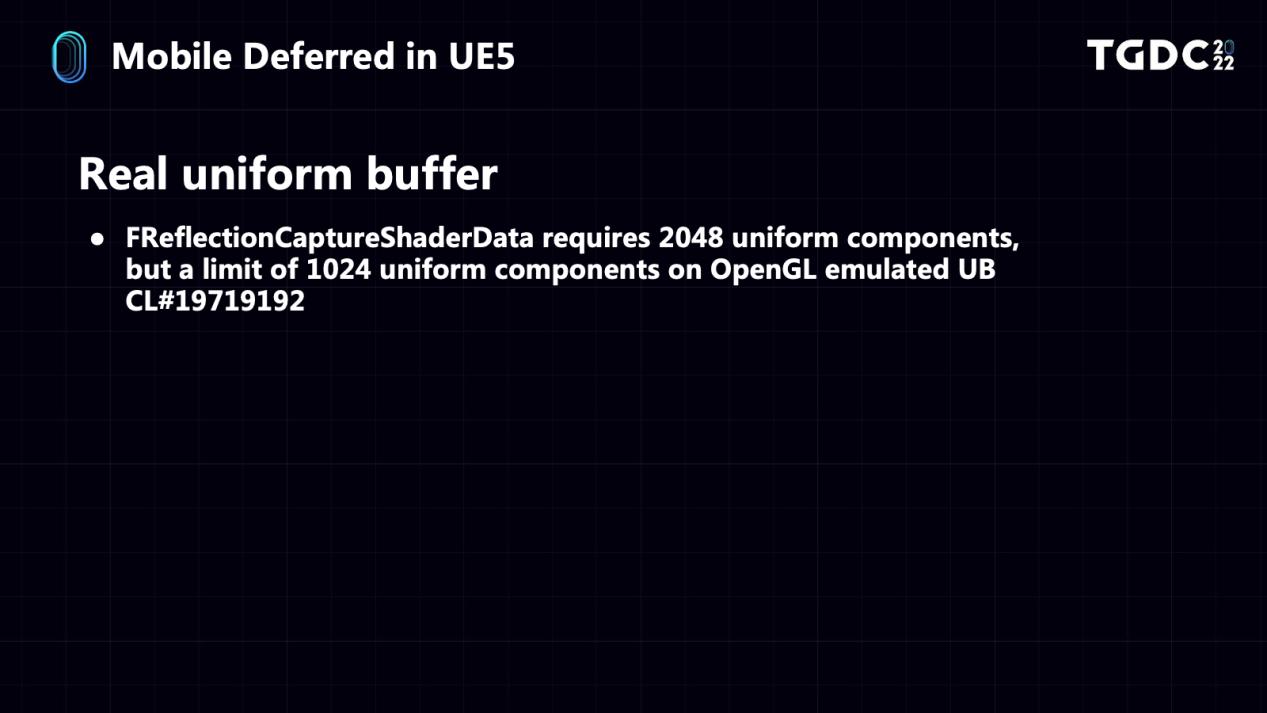 Mobile Deferred in UE5
TGDC 2022
Real uniform buffer
● FReflectionCaptureShaderData requires 2048 uniform components,
but a limit of 1024 uniform components on OpenGL emulated UB
CL#19719192